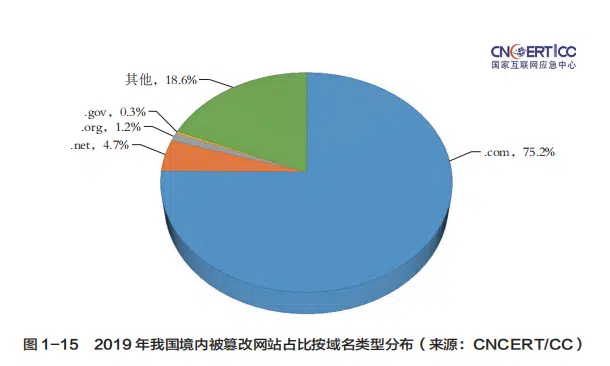 CNCERT/CC
国家互联网应急中心
其他，18.6%
.gov，0.3%
.org，1.2%
.net，4.7%
.com，75.2%
图 1-15 2019 年我国境内被篡改网站占比按域名类型分布（来源：CNCERT/CC）